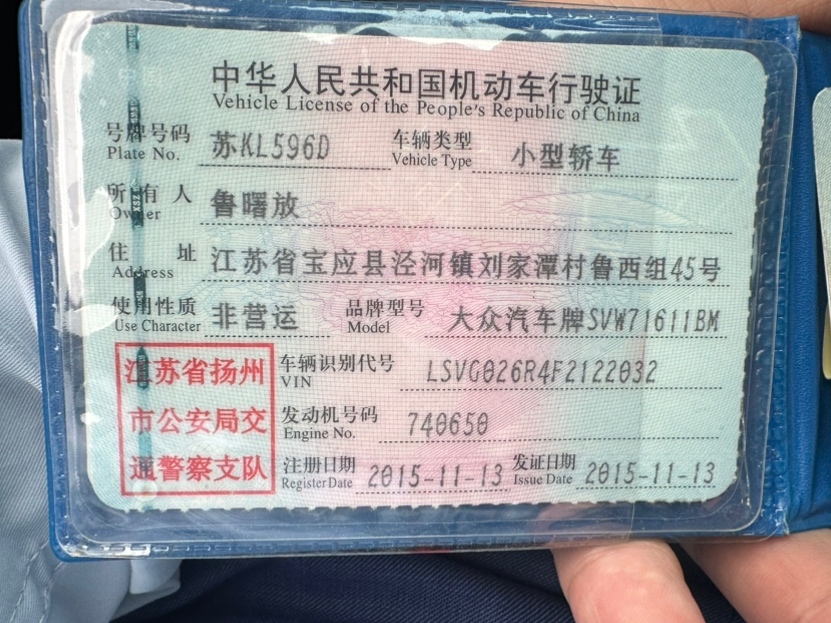 中华人民共和国机动车行驶证
Vehicle License of the People's Republic of China
号牌号码 苏KL596D 车辆类型 小型轿车
Plate No. Vehicle Type
所有人 鲁曙放
Owner
住址 江苏省宝应县泾河镇刘家潭村鲁西组45号
Address
使用性质 非营运 品牌型号 大众汽车牌SVW71611BM
Use Character Model
江苏省扬州
市公安局交
通警察支队
车辆识别代号 LSVG026R4F2122032
VIN
发动机号码 740650
Engine No.
注册日期 2015-11-13 发证日期 2015-11-13
Register Date Issue Date